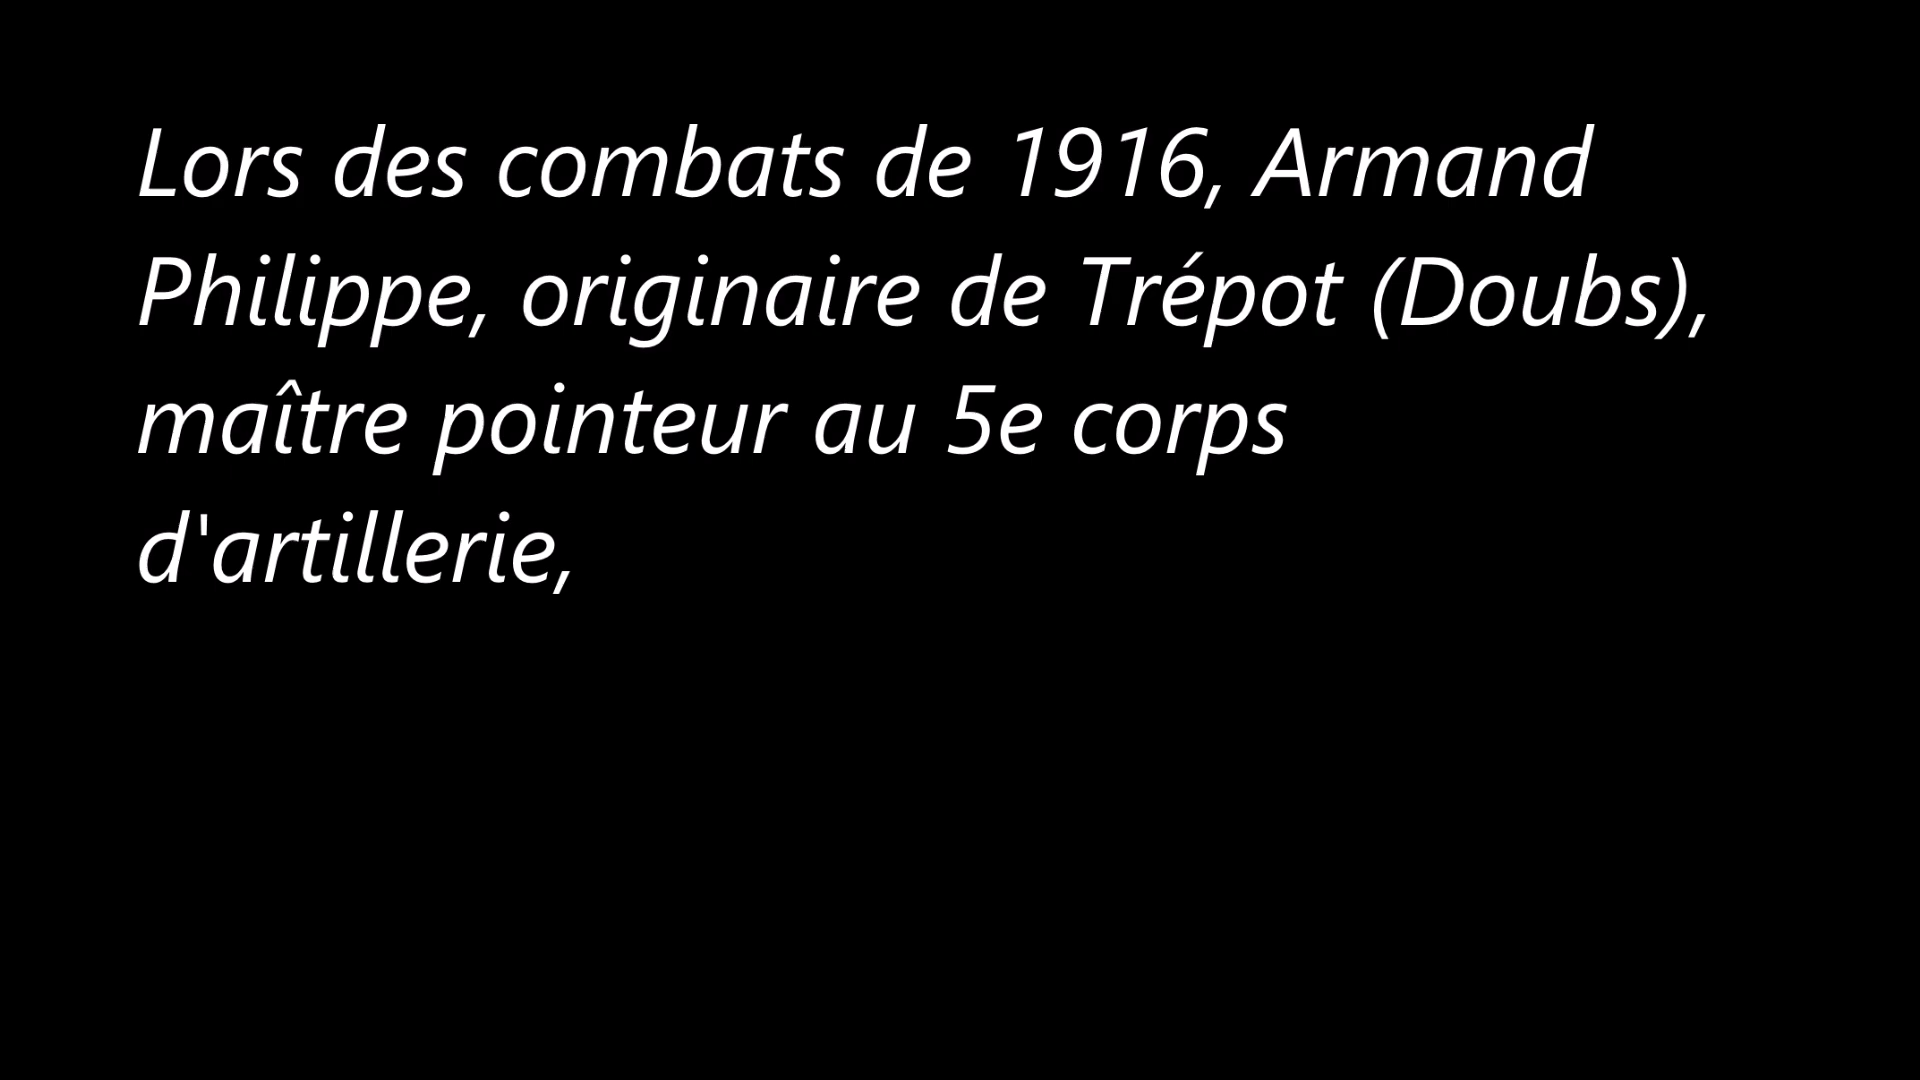 Lors des combats de 1916, Armand
Philippe, originaire de Trépot (Doubs),
maître pointeur au 5e corps
d'artillerie,